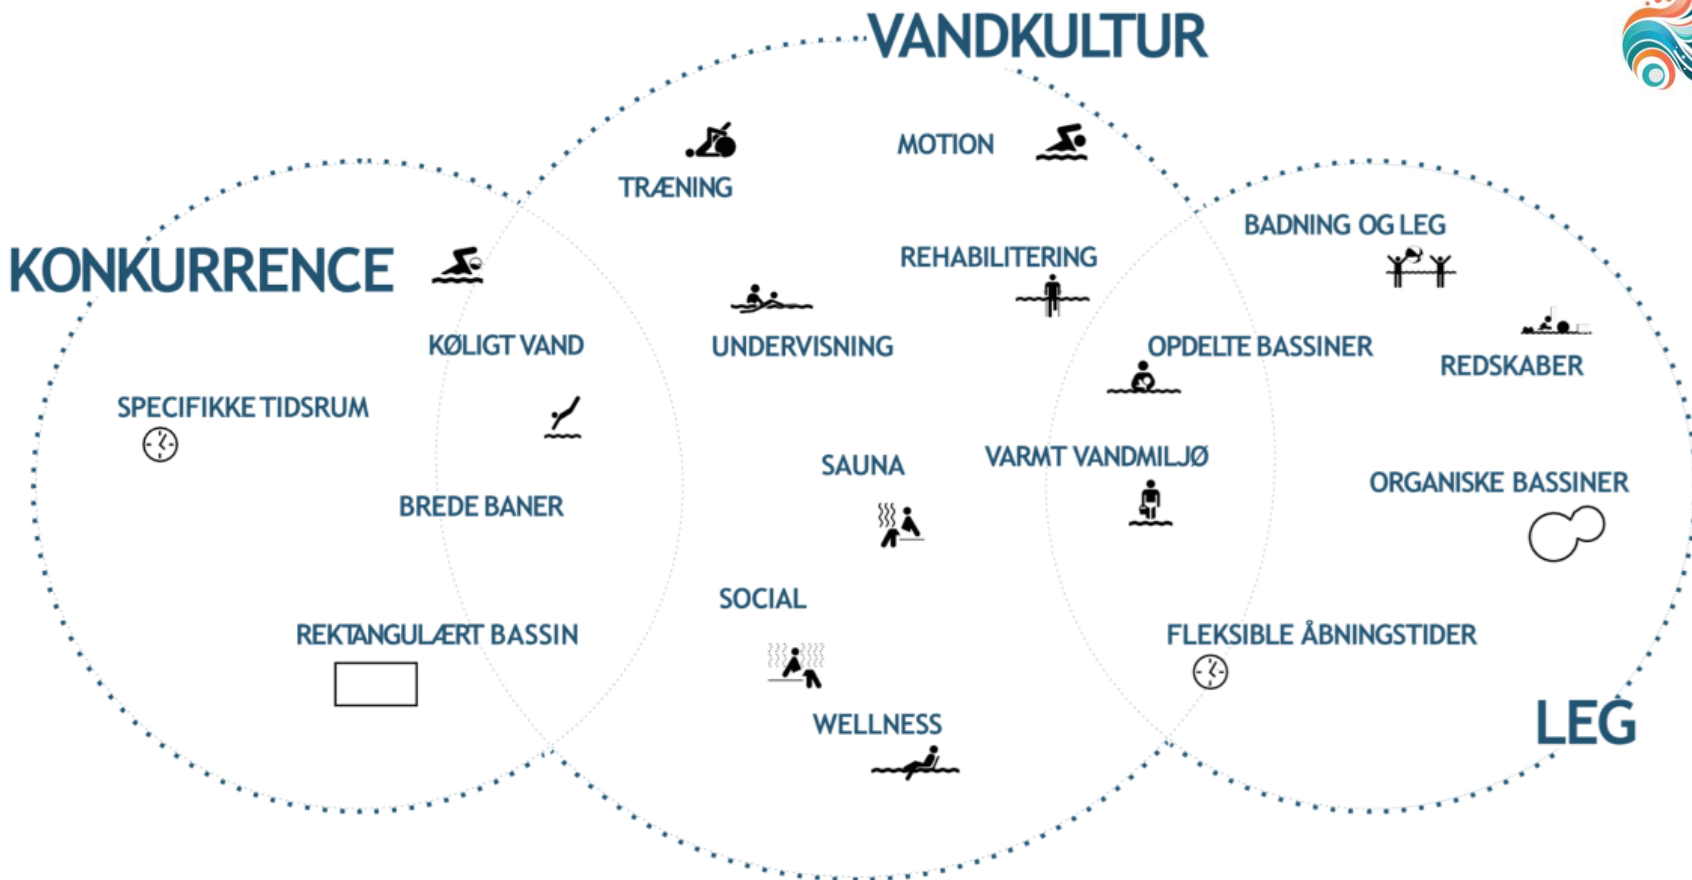 VANDKULTUR
MOTION
TRÆNING
BADNING OG LEG
KONKURRENCE
REHABILITERING
KØLIGT VAND
UNDERVISNING
OPDELTE BASSINER
REDSKABER
SPECIFIKKE TIDSRUM
SAUNA
VARMT VANDMILJØ
ORGANISKE BASSINER
BREDE BANER
SOCIAL
REKTANGULÆRT BASSIN
FLEKSIBLE ÅBNINGSTIDER
WELLNESS
LEG